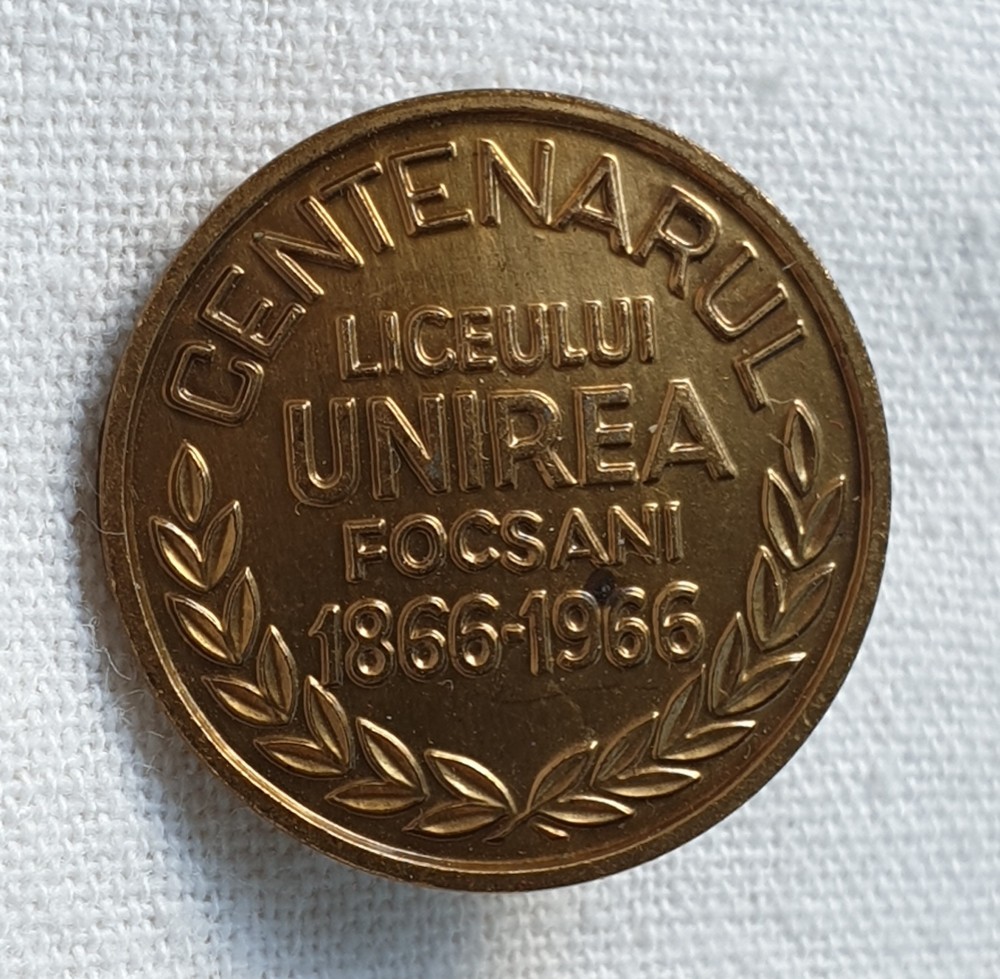 CENTENARUL
LICEULUI
UNIREA
FOCSANI
1866-1966